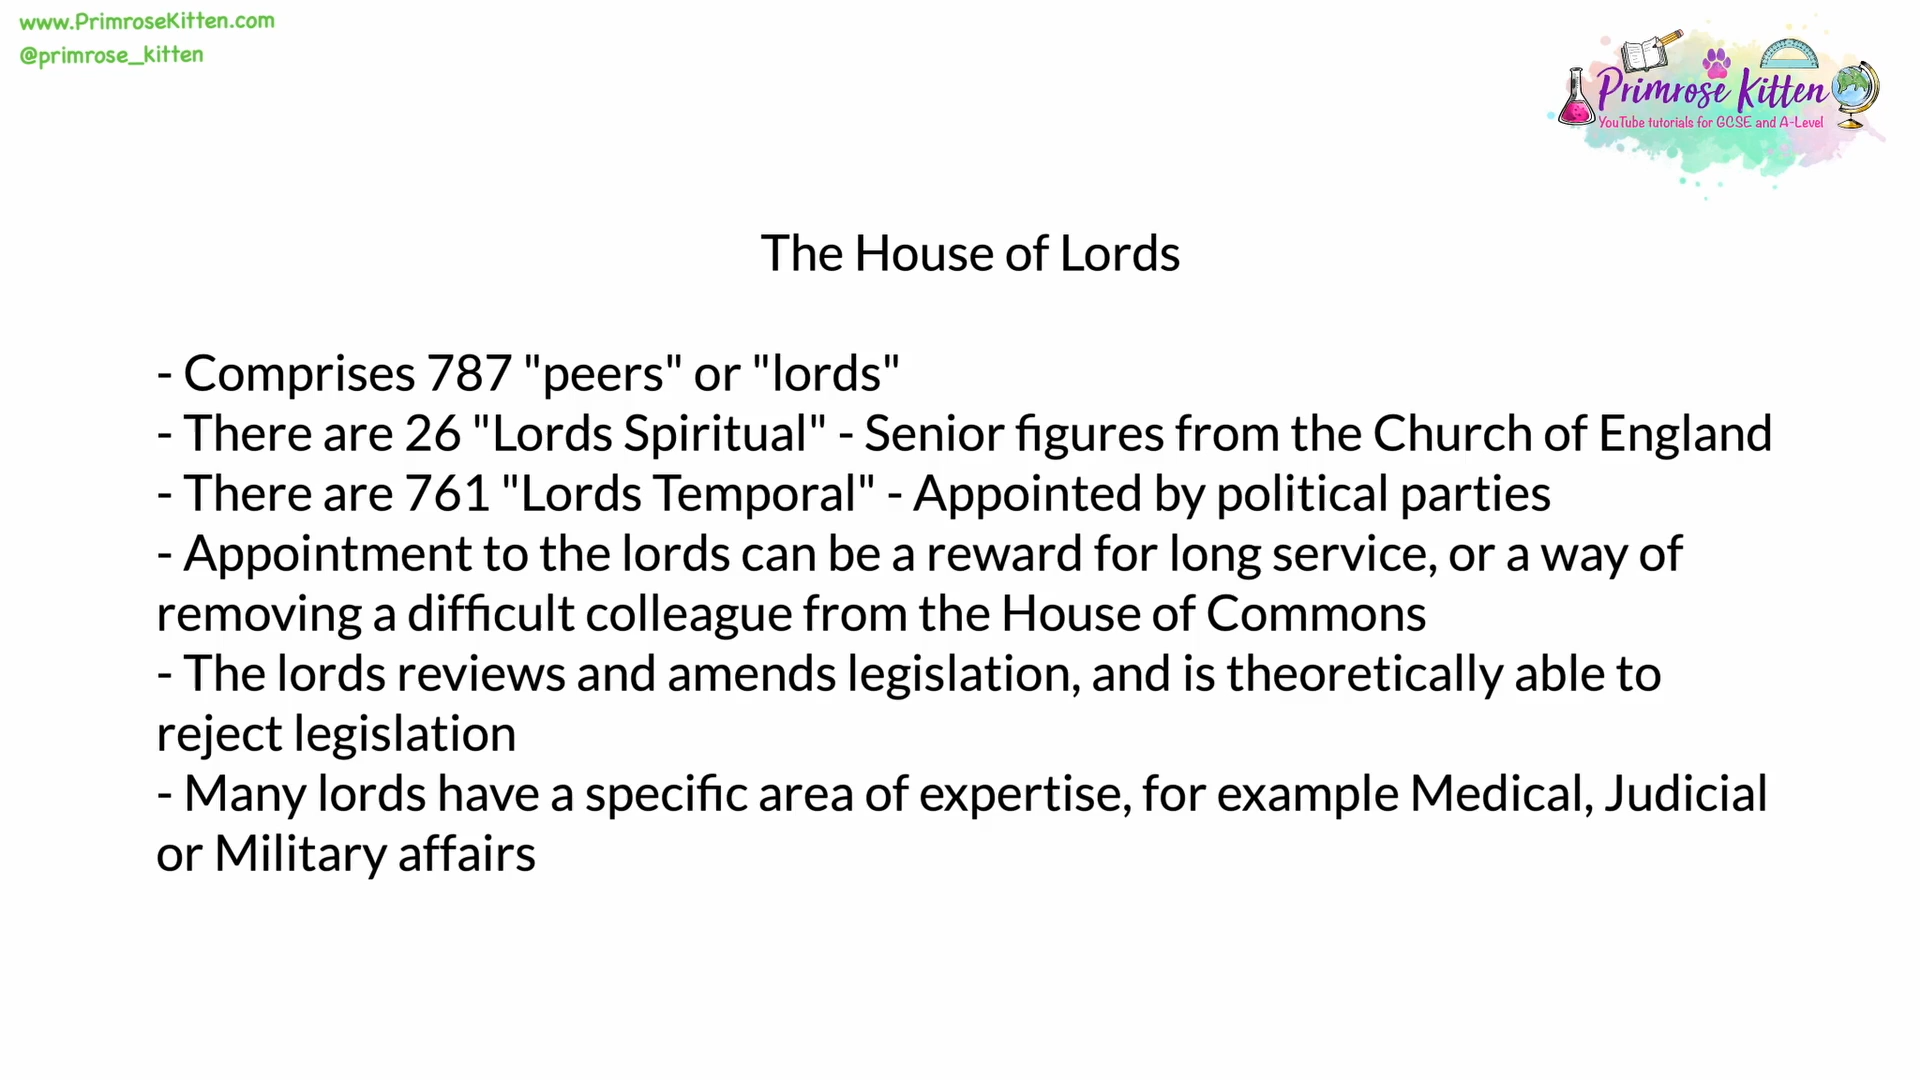 www.PrimroseKitten.com
@primrose_kitten
Primrose Kitten
YouTube tutorials for GCSE and A-Level
The House of Lords
- Comprises 787 "peers" or "lords"
- There are 26 "Lords Spiritual" - Senior figures from the Church of England
- There are 761 "Lords Temporal" - Appointed by political parties
- Appointment to the lords can be a reward for long service, or a way of
removing a difficult colleague from the House of Commons
- The lords reviews and amends legislation, and is theoretically able to
reject legislation
- Many lords have a specific area of expertise, for example Medical, Judicial
or Military affairs